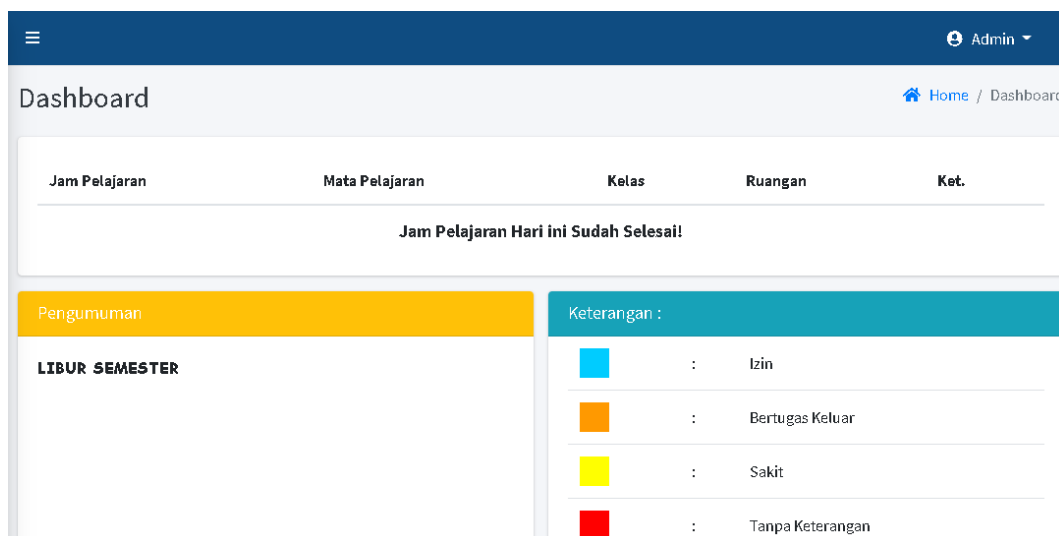 Admin
Dashboard
Home / Dashboard
Jam Pelajaran Mata Pelajaran Kelas Ruangan Ket.
Jam Pelajaran Hari ini Sudah Selesai!
Pengumuman
Keterangan :
LIBUR SEMESTER
: Izin
: Bertugas Keluar
: Sakit
: Tanpa Keterangan